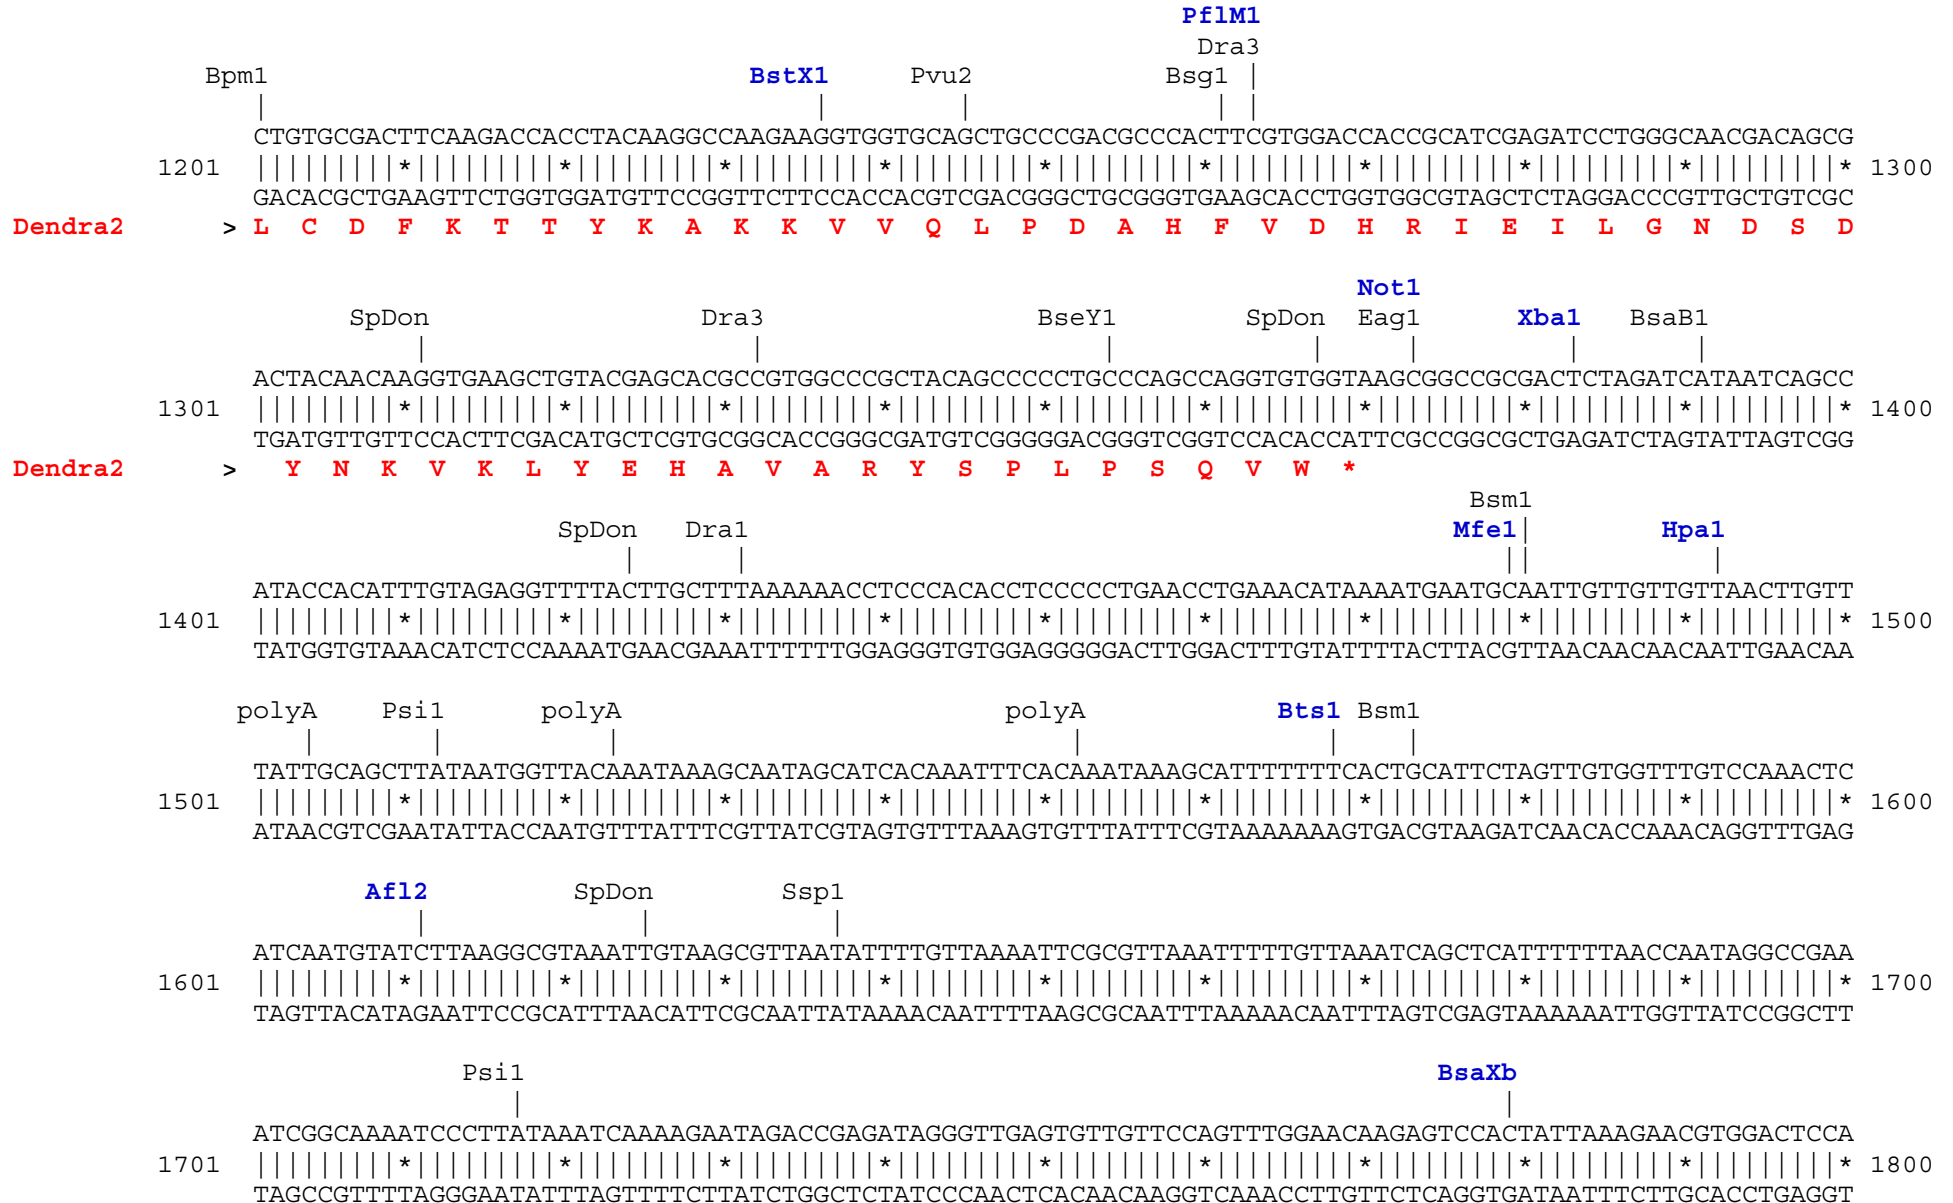 PflM1
Dra3
Bpm1 BstX1 Pvu2 Bsg1 |
| | | | |
CTGTGCGACTTCAAGACCACCTACAAGGCCAAGAAGGTGGTGCAGCTGCCCGACGCCCACTTCGTGGACCACCGCATCGAGATCCTGGGCAACGACAGCG
1201 |||||||||*|||||||||*|||||||||*|||||||||*|||||||||*|||||||||*|||||||||*|||||||||*|||||||||*|||||||||* 1300
GACACGCTGAAGTTCTGGTGGATGTTCCGGTTCTTCCACCACGTCGACGGGCTGCGGGTGAAGCACCTGGTGGCGTAGCTCTAGGACCCGTTGCTGTCGC
Dendra2 > L C D F K T T Y K A K K V V Q L P D A H F V D H R I E I L G N D S D
Not1
SpDon Dra3 BseY1 SpDon Eag1 Xba1 BsaB1
| | | | | | |
ACTACAACAAGGTGAAGCTGTACGAGCACGCCGTGGCCCGCTACAGCCCCCTGCCCAGCCAGGTGTGGTAAGCGGCCGCGACTCTAGATCATAATCAGCC
1301 |||||||||*|||||||||*|||||||||*|||||||||*|||||||||*|||||||||*|||||||||*|||||||||*|||||||||*|||||||||* 1400
TGATGTTGTTCCACTTCGACATGCTCGTGCGGCACCGGGCGATGTCGGGGGACGGGTCGGTCCACACCATTCGCCGGCGCTGAGATCTAGTATTAGTCGG
Dendra2 > Y N K V K L Y E H A V A R Y S P L P S Q V W *
Bsm1
SpDon Dra1 Mfe1| Hpa1
| | || |
ATACCACATTTGTAGAGGTTTTACTTGCTTTAAAAAACCTCCCACACCTCCCCCTGAACCTGAAACATAAAATGAATGCAATTGTTGTTGTTAACTTGTT
1401 |||||||||*|||||||||*|||||||||*|||||||||*|||||||||*|||||||||*|||||||||*|||||||||*|||||||||*|||||||||* 1500
TATGGTGTAAACATCTCCAAAATGAACGAAATTTTTTGGAGGGTGTGGAGGGGGACTTGGACTTTGTATTTTACTTACGTTAACAACAACAATTGAACAA
polyA Psi1 polyA polyA Bts1 Bsm1
| | | | | |
TATTGCAGCTTATAATGGTTACAAATAAAGCAATAGCATCACAAATTTCACAAATAAAGCATTTTTTTCACTGCATTCTAGTTGTGGTTTGTCCAAACTC
1501 |||||||||*|||||||||*|||||||||*|||||||||*|||||||||*|||||||||*|||||||||*|||||||||*|||||||||*|||||||||* 1600
ATAACGTCGAATATTACCAATGTTTATTTCGTTATCGTAGTGTTTAAAGTGTTTATTTCGTAAAAAAAGTGACGTAAGATCAACACCAAACAGGTTTGAG
Afl2 SpDon Ssp1
| | |
ATCAATGTATCTTAAGGCGTAAATTGTAAGCGTTAATATTTTGTTAAAATTCGCGTTAAATTTTTGTTAAATCAGCTCATTTTTTAACCAATAGGCCGAA
1601 |||||||||*|||||||||*|||||||||*|||||||||*|||||||||*|||||||||*|||||||||*|||||||||*|||||||||*|||||||||* 1700
TAGTTACATAGAATTCCGCATTTAACATTCGCAATTATAAAACAATTTTAAGCGCAATTTAAAAACAATTTAGTCGAGTAAAAAATTGGTTATCCGGCTT
Psi1 BsaXb
| |
ATCGGCAAAATCCCTTATAAATCAAAAGAATAGACCGAGATAGGGTTGAGTGTTGTTCCAGTTTGGAACAAGAGTCCACTATTAAAGAACGTGGACTCCA
1701 |||||||||*|||||||||*|||||||||*|||||||||*|||||||||*|||||||||*|||||||||*|||||||||*|||||||||*|||||||||* 1800
TAGCCGTTTTAGGGAATATTTAGTTTTCTTATCTGGCTCTATCCCAACTCACAACAAGGTCAAACCTTGTTCTCAGGTGATAATTTCTTGCACCTGAGGT